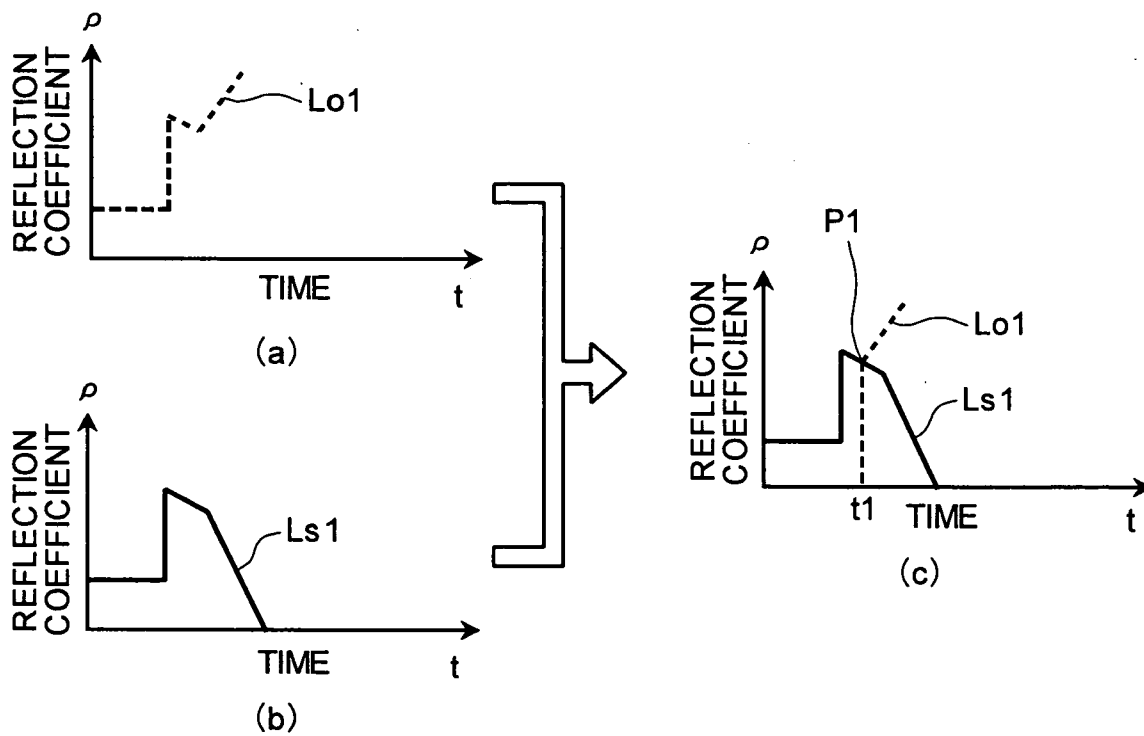 ρ
REFLECTION
COEFFICIENT
Lo1
TIME
t
(a)
ρ
REFLECTION
COEFFICIENT
Ls1
TIME
t
(b)
P1
ρ
REFLECTION
COEFFICIENT
Lo1
Ls1
t1
TIME
t
(c)